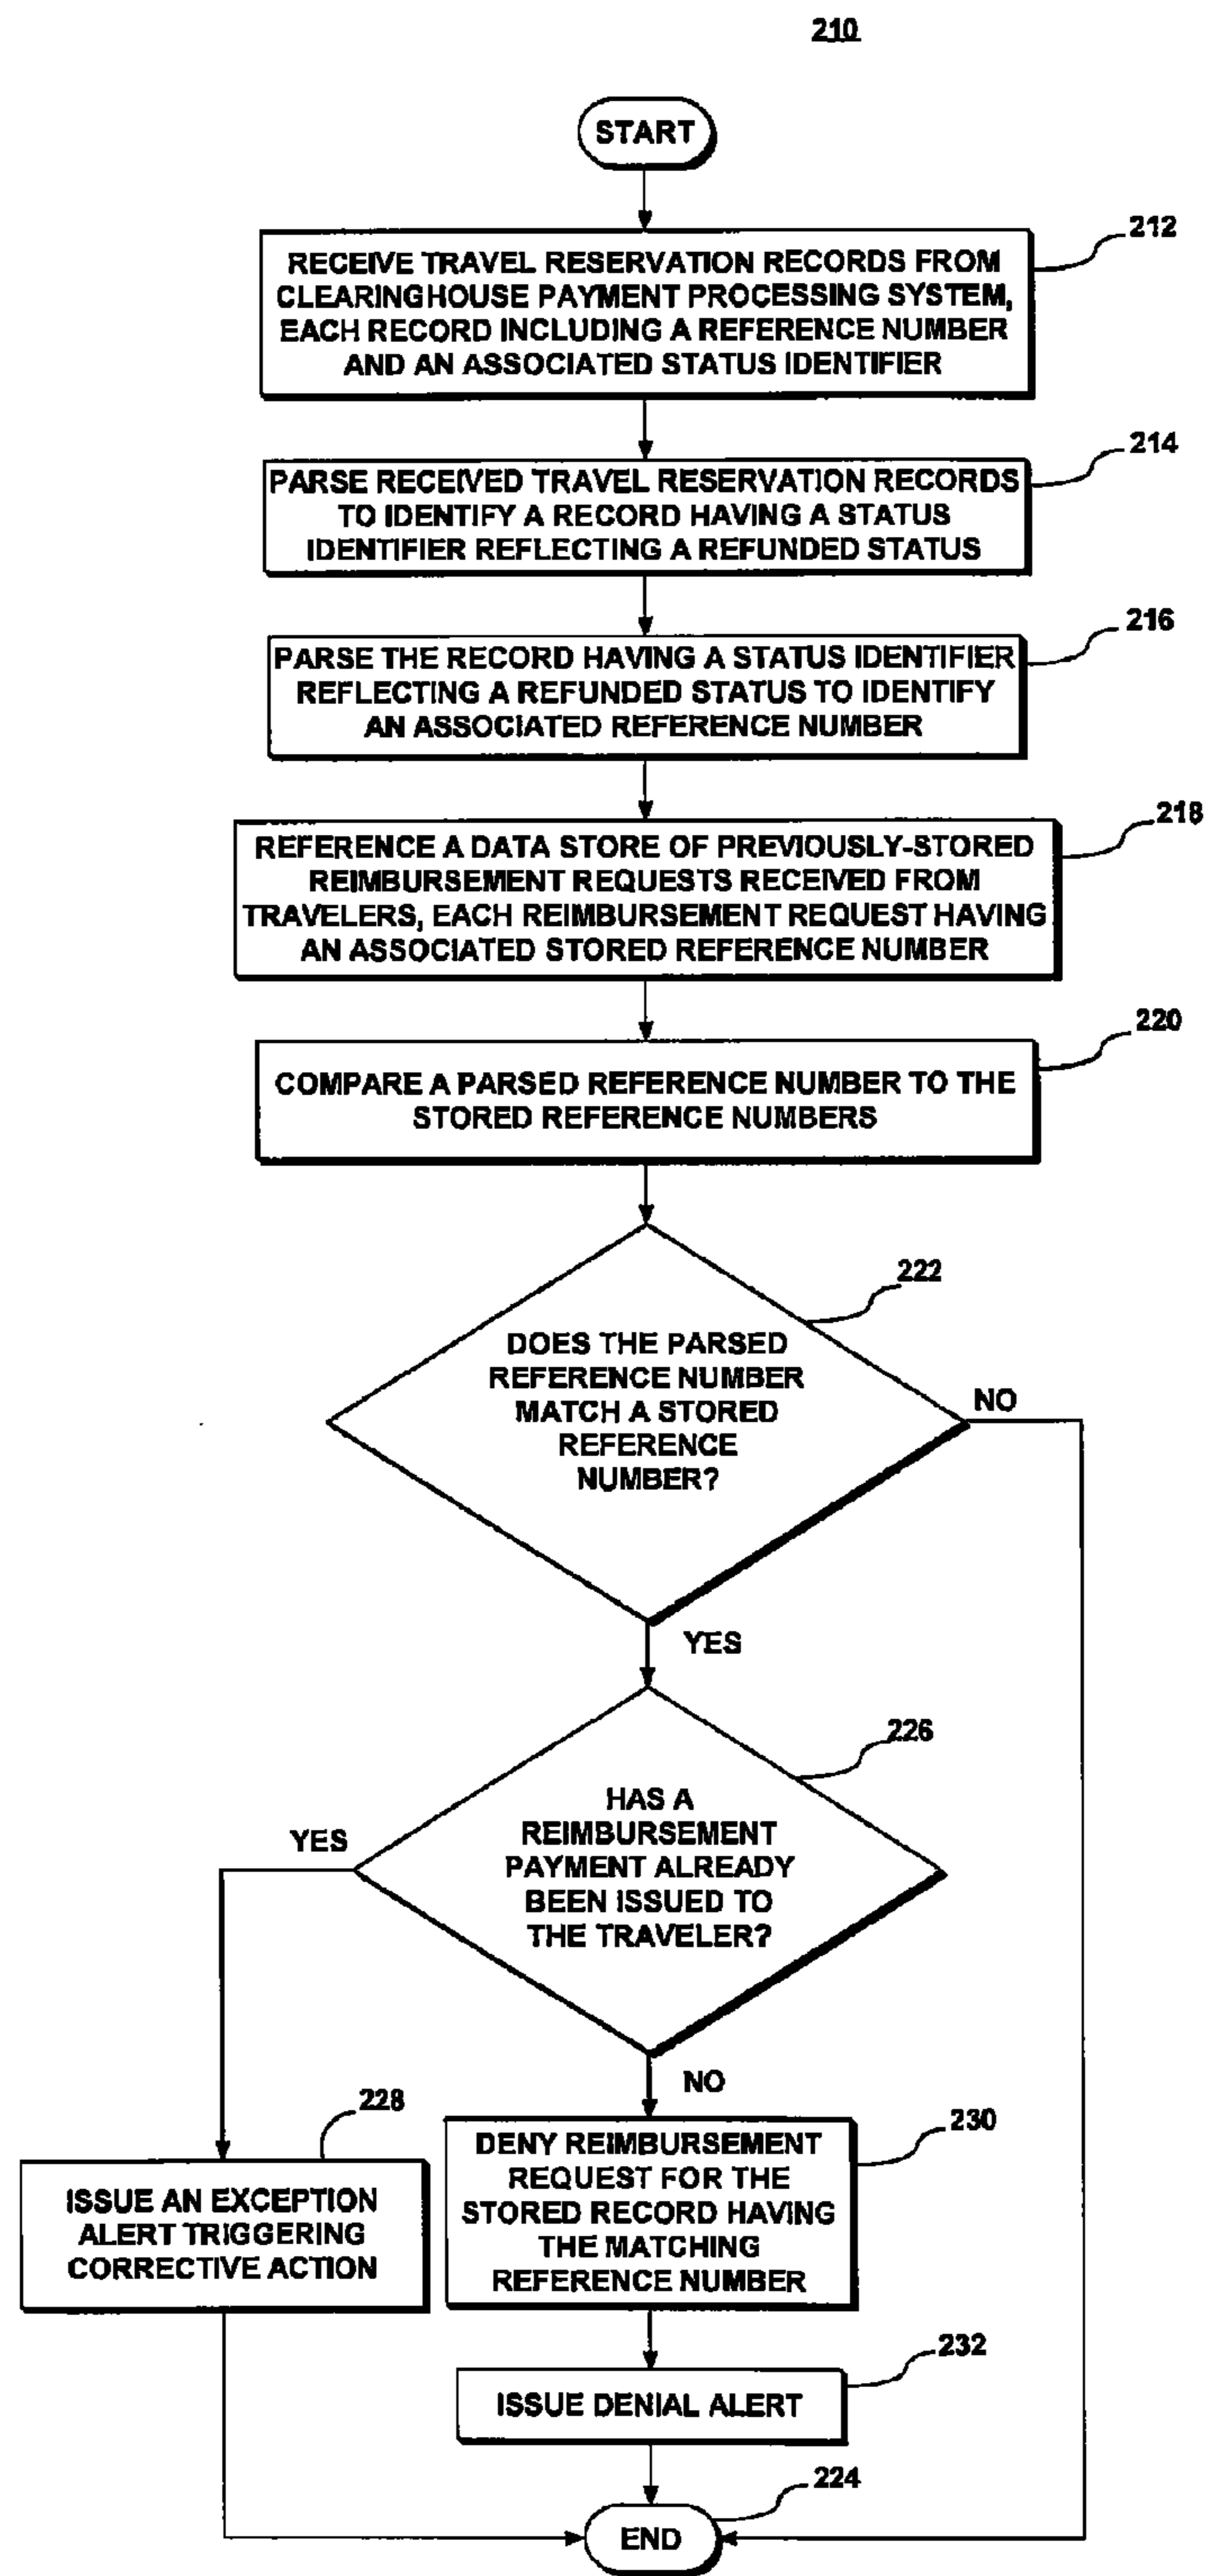 210
START
212
RECEIVE TRAVEL RESERVATION RECORDS FROM
CLEARINGHOUSE PAYMENT PROCESSING SYSTEM,
EACH RECORD INCLUDING A REFERENCE NUMBER
AND AN ASSOCIATED STATUS IDENTIFIER
214
PARSE RECEIVED TRAVEL RESERVATION RECORDS
TO IDENTIFY A RECORD HAVING A STATUS
IDENTIFIER REFLECTING A REFUNDED STATUS
216
PARSE THE RECORD HAVING A STATUS IDENTIFIER
REFLECTING A REFUNDED STATUS TO IDENTIFY
AN ASSOCIATED REFERENCE NUMBER
218
REFERENCE A DATA STORE OF PREVIOUSLY-STORED
REIMBURSEMENT REQUESTS RECEIVED FROM
TRAVELERS, EACH REIMBURSEMENT REQUEST HAVING
AN ASSOCIATED STORED REFERENCE NUMBER
220
COMPARE A PARSED REFERENCE NUMBER TO THE
STORED REFERENCE NUMBERS
222
DOES THE PARSED
REFERENCE NUMBER
MATCH A STORED
REFERENCE
NUMBER?
NO
YES
226
HAS A
REIMBURSEMENT
PAYMENT ALREADY
BEEN ISSUED TO
THE TRAVELER?
YES
NO
228
ISSUE AN EXCEPTION
ALERT TRIGGERING
CORRECTIVE ACTION
230
DENY REIMBURSEMENT
REQUEST FOR THE
STORED RECORD HAVING
THE MATCHING
REFERENCE NUMBER
232
ISSUE DENIAL ALERT
224
END